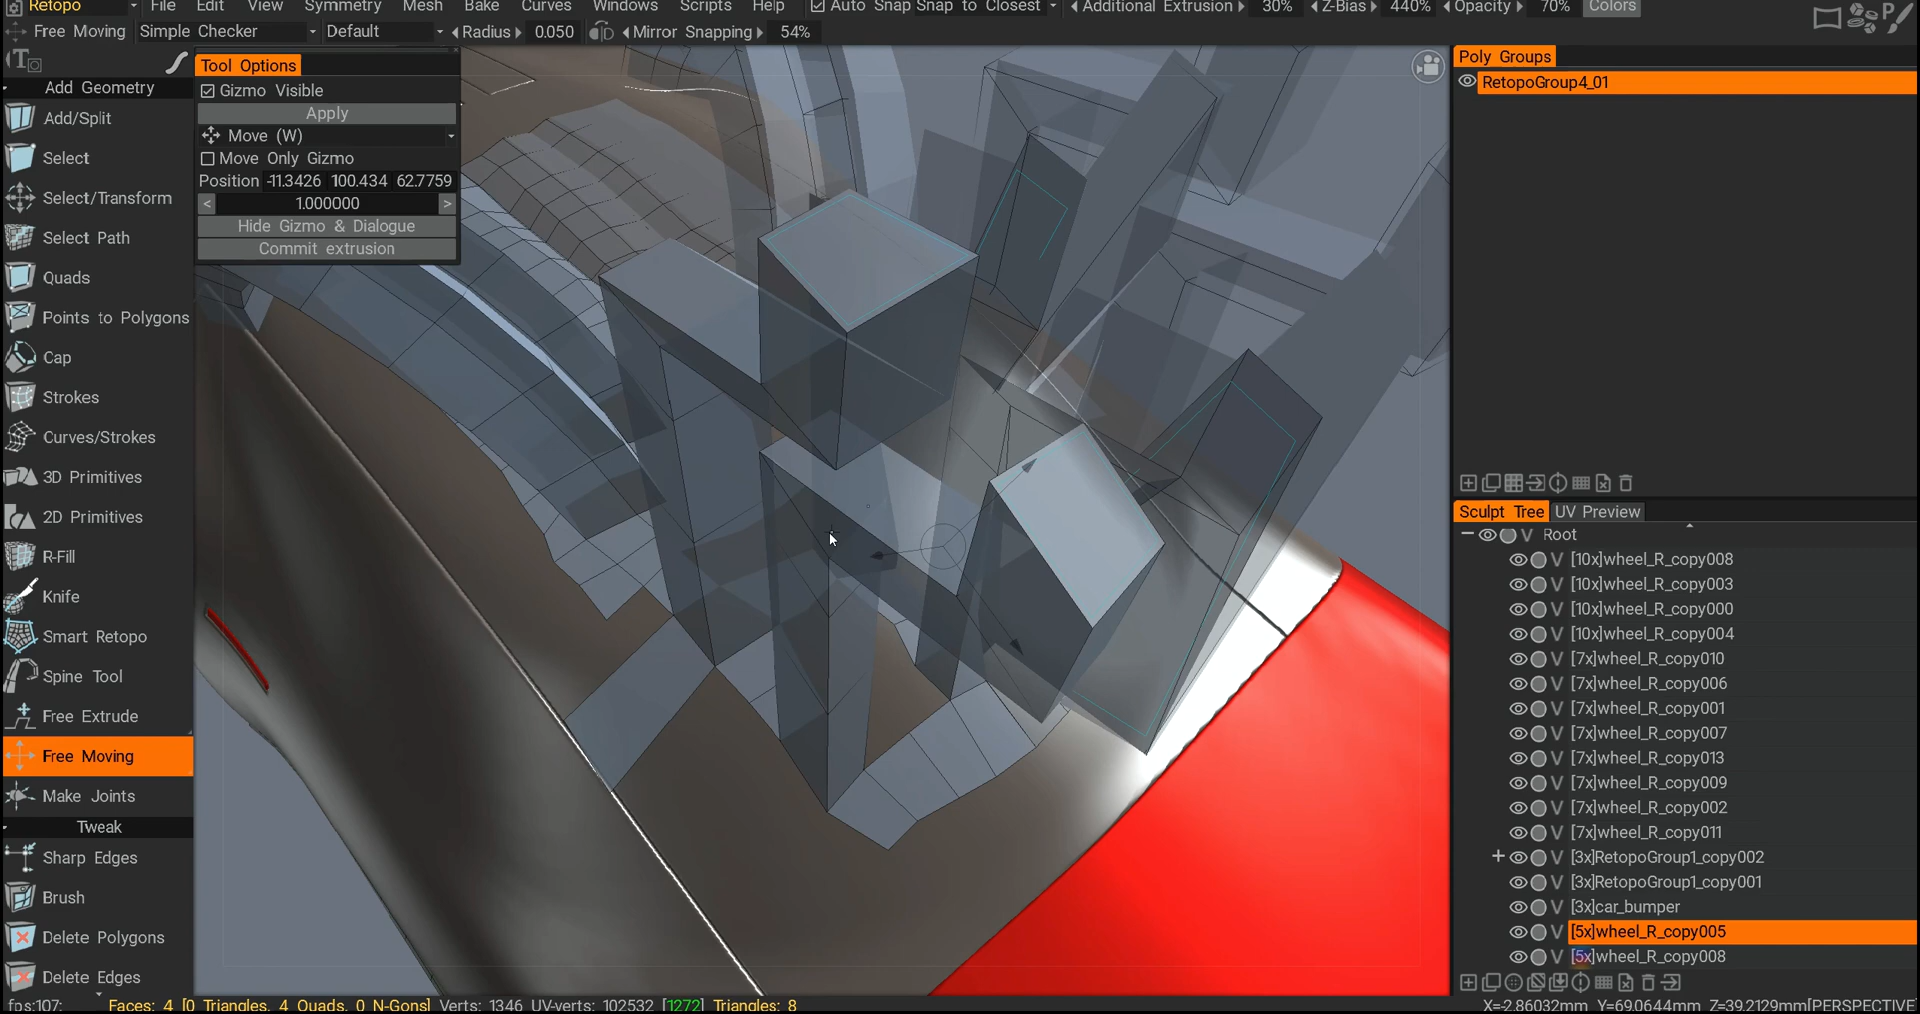 Retopo File Edit View Symmetry Mesh Bake Curves Windows Scripts Help Auto Snap Snap to Closest Additional Extrusion 30% Z-Bias 440% Opacity 70% Colors
Free Moving Simple Checker Default Radius 0.050 Mirror Snapping 54%
Tool Options
Gizmo Visible
Apply
Move (W)
Move Only Gizmo
Position -11.3426 100.434 62.7759
< 1.000000 >
Hide Gizmo & Dialogue
Commit extrusion
Add Geometry
Add/Split
Select
Select/Transform
Select Path
Quads
Points to Polygons
Cap
Strokes
Curves/Strokes
3D Primitives
2D Primitives
R-Fill
Knife
Smart Retopo
Spine Tool
Free Extrude
Free Moving
Make Joints
Tweak
Sharp Edges
Brush
Delete Polygons
Delete Edges
Poly Groups
RetopoGroup4_01
Sculpt Tree UV Preview
V Root
V [10x]wheel_R_copy008
V [10x]wheel_R_copy003
V [10x]wheel_R_copy000
V [10x]wheel_R_copy004
V [7x]wheel_R_copy010
V [7x]wheel_R_copy006
V [7x]wheel_R_copy001
V [7x]wheel_R_copy007
V [7x]wheel_R_copy013
V [7x]wheel_R_copy009
V [7x]wheel_R_copy002
V [7x]wheel_R_copy011
V [3x]RetopoGroup1_copy002
V [3x]RetopoGroup1_copy001
V [3x]car_bumper
V [5x]wheel_R_copy005
V [5x]wheel_R_copy008
fps:107; Faces: 4 [0 Triangles, 4 Quads, 0 N-Gons] Verts: 1346 UV-verts: 102532 [1272] Triangles: 8 X=-2.86032mm Y=69.0644mm Z=39.2129mm[PERSPECTIVE